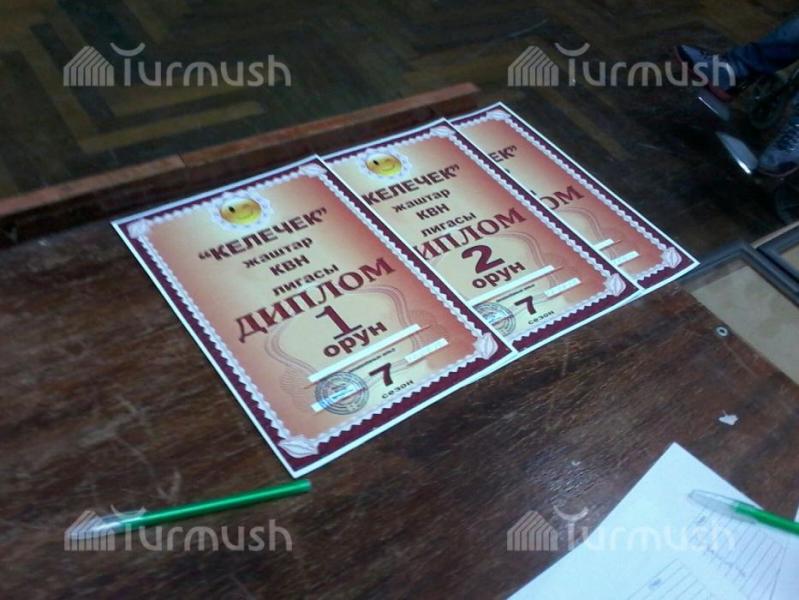 Turmush
Turmush
"КЕЛЕЧЕК"
жаштар
КВН
лигасы
ДИПЛОМ
1
орун
7
сезон
КЕЛЕЧЕК"
жаштар
КВН
лигасы
ДИПЛОМ
2
орун
7
сезон
Turmush
Turmush